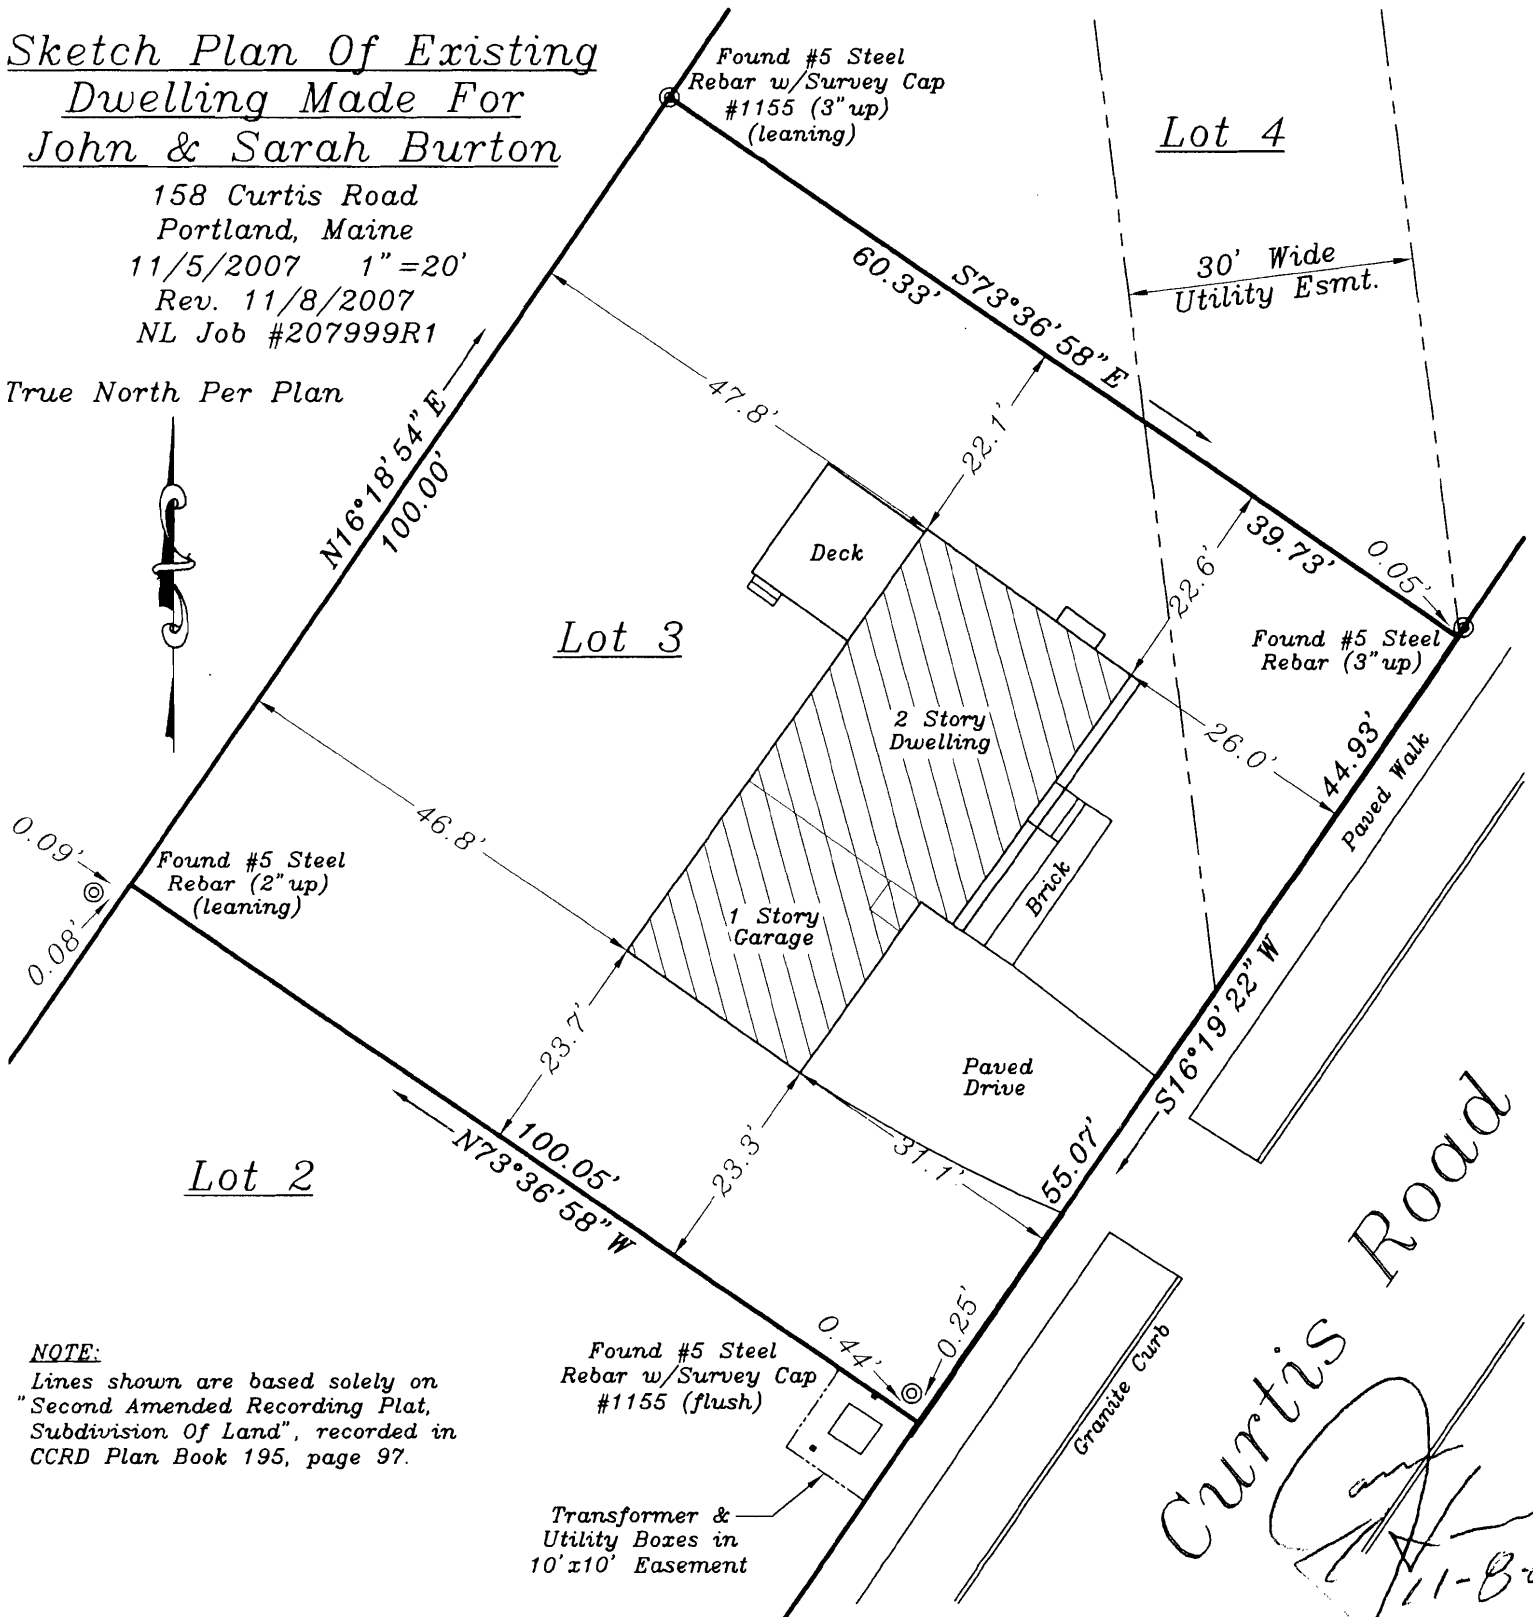 Sketch Plan Of Existing
Dwelling Made For
John & Sarah Burton
158 Curtis Road
Portland, Maine
11/5/2007 1"=20'
Rev. 11/8/2007
NL Job #207999R1
True North Per Plan
Found #5 Steel
Rebar w/Survey Cap
#1155 (3"up)
(leaning)
Lot 4
30' Wide
Utility Esmt.
60.33'
S73°36'58"E
47.8'
22.1'
N16°18'54"E
100.00'
Deck
22.6'
39.73'
0.05'
Found #5 Steel
Rebar (3"up)
Lot 3
2 Story
Dwelling
26.0'
44.93'
Paved Walk
46.8'
0.09'
Found #5 Steel
Rebar (2"up)
(leaning)
0.08'
Brick
1 Story
Garage
S16°19'22"W
23.7'
Paved
Drive
100.05'
N73°36'58"W
23.3'
31.1'
55.07'
Lot 2
Curtis Road
0.44'
0.25'
Granite Curb
Found #5 Steel
Rebar w/Survey Cap
#1155 (flush)
NOTE:
Lines shown are based solely on
"Second Amended Recording Plat,
Subdivision Of Land", recorded in
CCRD Plan Book 195, page 97.
Transformer &
Utility Boxes in
10'x10' Easement
11-8-